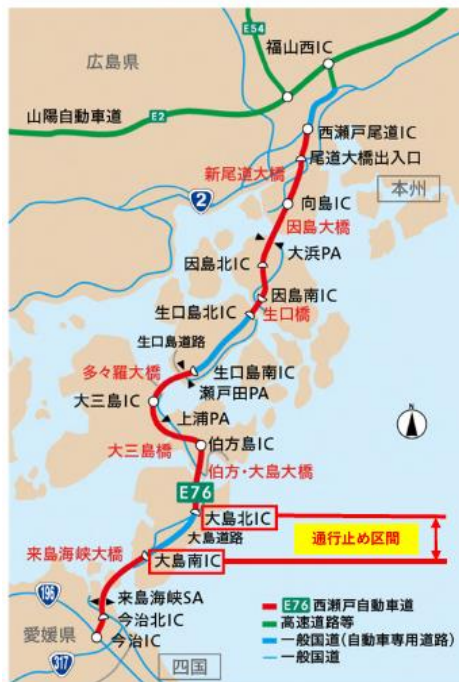 E54
福山西IC
広島県
山陽自動車道
E2
西瀬戸尾道IC
尾道大橋出入口
新尾道大橋
本州
2
向島IC
因島大橋
大浜PA
因島北IC
因島南IC
生口島北IC
生口橋
生口島道路
生口島南IC
多々羅大橋
瀬戸田PA
大三島IC
上浦PA
N
大三島橋
伯方島IC
伯方・大島大橋
E76
大島北IC
大島道路
通行止め区間
来島海峡大橋
大島南IC
196
来島海峡SA
E76 西瀬戸自動車道
今治北IC
高速道路等
愛媛県
今治IC
一般国道(自動車専用道路)
317
四国
一般国道